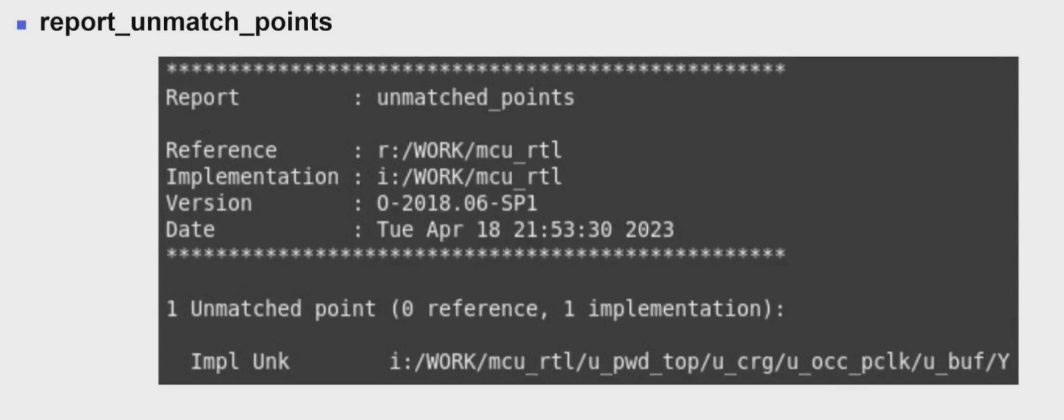 report_unmatch_points
***************************************************
Report         : unmatched_points
Reference      : r:/WORK/mcu_rtl
Implementation : i:/WORK/mcu_rtl
Version        : O-2018.06-SP1
Date           : Tue Apr 18 21:53:30 2023
***************************************************
1 Unmatched point (0 reference, 1 implementation):
Impl Unk        i:/WORK/mcu_rtl/u_pwd_top/u_crg/u_occ_pclk/u_buf/Y